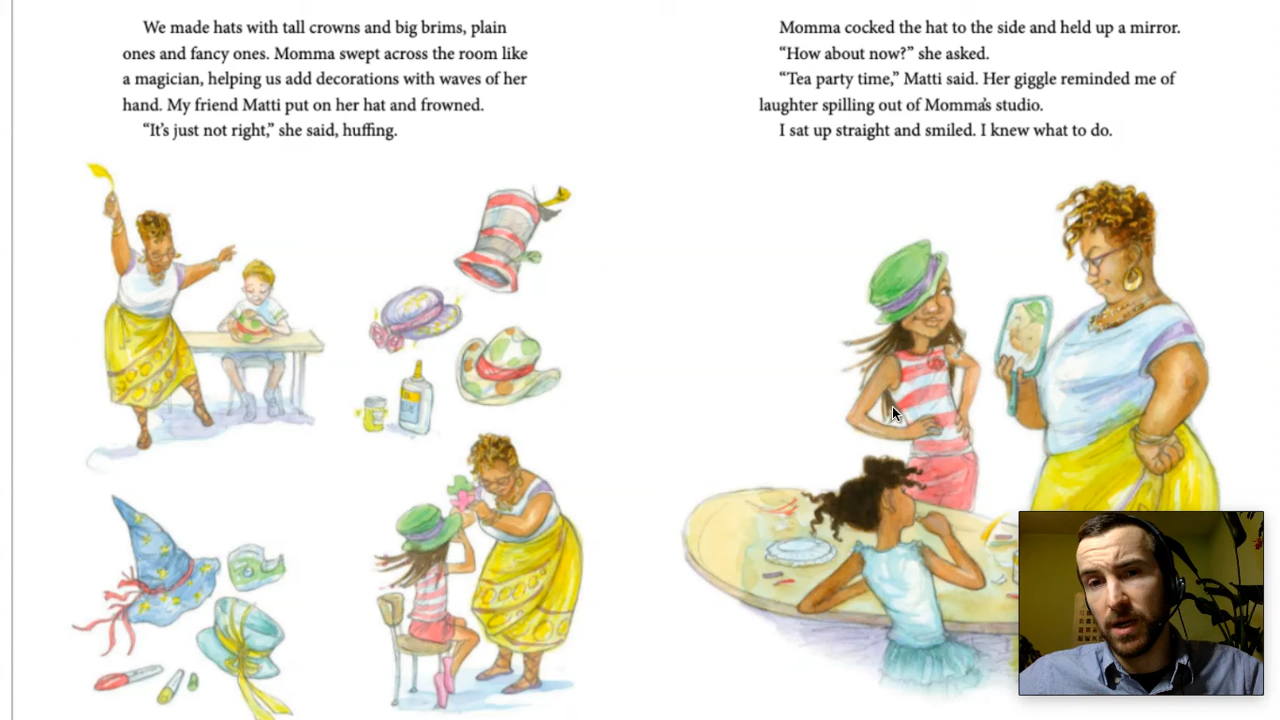 We made hats with tall crowns and big brims, plain
ones and fancy ones. Momma swept across the room like
a magician, helping us add decorations with waves of her
hand. My friend Matti put on her hat and frowned.
“It’s just not right,” she said, huffing.
Momma cocked the hat to the side and held up a mirror.
“How about now?” she asked.
“Tea party time,” Matti said. Her giggle reminded me of
laughter spilling out of Momma’s studio.
I sat up straight and smiled. I knew what to do.